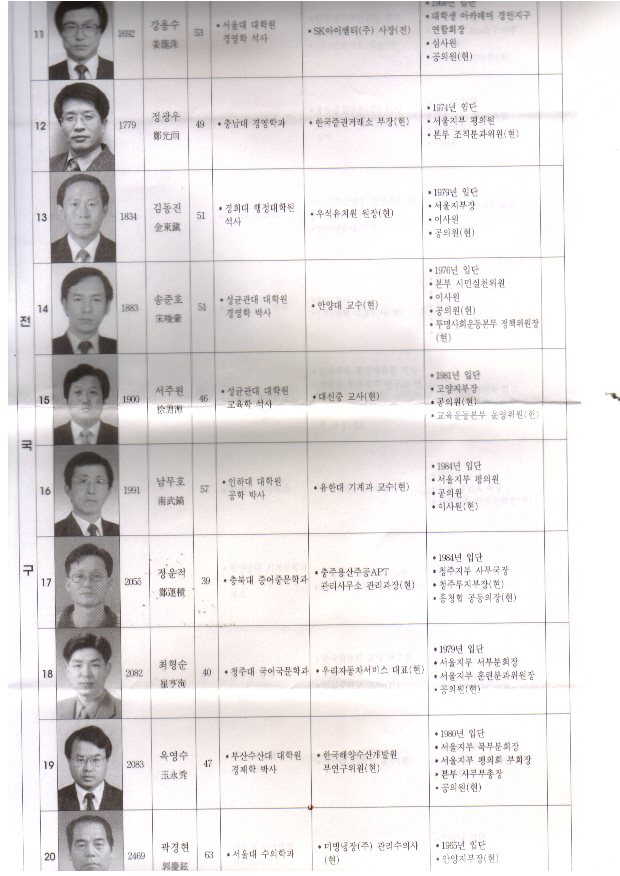 전국구
11
1692
강용수
姜龍洙
53
• 서울대 대학원
경영학 석사
• SK아이엠티(주) 사장(전)
• 대학생 아카데미 경인지구
연합회장
• 심사원
• 공의원(현)
12
1779
정광우
鄭光雨
49
• 충남대 경영학과
• 한국증권거래소 부장(현)
• 1974년 입단
• 서울지부 평의원
• 본부 조직분과위원(현)
13
1834
김동진
金東鎭
51
• 경희대 행정대학원
석사
• 우석유치원 원장(현)
• 1979년 입단
• 서울지부장
• 이사원
• 공의원(현)
14
1883
송준호
宋埈豪
51
• 성균관대 대학원
경영학 박사
• 안양대 교수(현)
• 1976년 입단
• 본부 시민실천위원
• 이사원
• 공의원(현)
• 투명사회운동본부 정책위원장
(현)
15
1900
서주원
46
• 성균관대 대학원
교육학 석사
• 대신중 교사(현)
• 1981년 입단
• 고양지부장
• 공의원(현)
• 교육운동본부 운영위원(현)
16
1991
남무호
南武鎬
57
• 인하대 대학원
공학 박사
• 유한대 기계과 교수(현)
• 1984년 입단
• 서울지부 평의원
• 공의원
• 이사원(현)
17
2055
정운적
鄭運積
39
• 충북대 중어중문학과
• 충주용산주공APT
관리사무소 관리과장(현)
• 1984년 입단
• 청주지부 사무국장
• 청주투지부장(현)
• 흥청협 공동의장(현)
18
2082
최형순
崔亨洵
40
• 청주대 국어국문학과
• 우리자동차서비스 대표(현)
• 1979년 입단
• 서울지부 서부분회장
• 서울지부 훈련분과위원장
• 공의원(현)
19
2083
옥영수
玉永秀
47
• 부산수산대 대학원
경제학 박사
• 한국해양수산개발원
부연구위원(현)
• 1980년 입단
• 서울지부 북부분회장
• 서울지부 평의회 부회장
• 본부 사무부총장
• 공의원(현)
20
2469
곽경현
郭慶鉉
63
• 서울대 수의학과
• 미빙냉장(주) 관리수의사
(현)
• 1965년 입단
• 안양지부장(현)